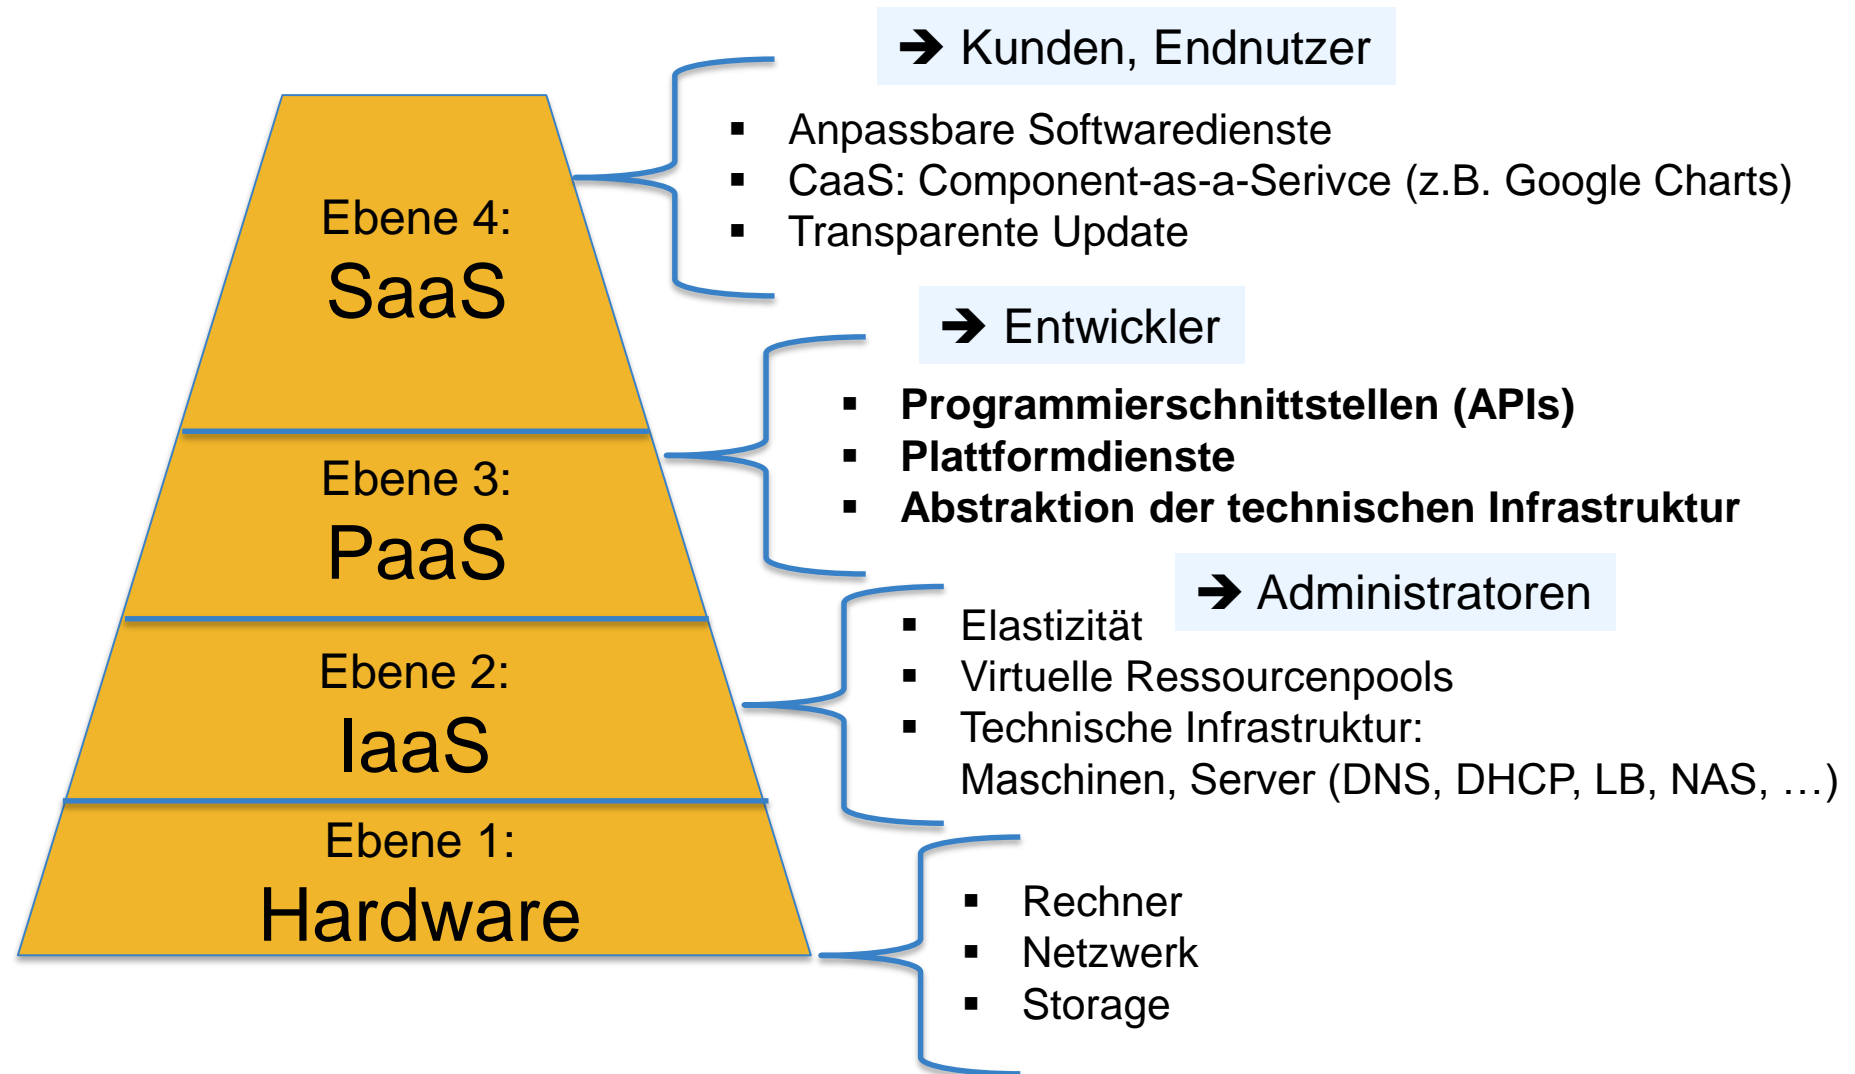 ➔ Kunden, Endnutzer
▪ Anpassbare Softwaredienste
▪ CaaS: Component-as-a-Serivce (z.B. Google Charts)
▪ Transparente Update
Ebene 4:
SaaS
➔ Entwickler
▪ Programmierschnittstellen (APIs)
▪ Plattformdienste
▪ Abstraktion der technischen Infrastruktur
Ebene 3:
PaaS
➔ Administratoren
▪ Elastizität
▪ Virtuelle Ressourcenpools
▪ Technische Infrastruktur:
Maschinen, Server (DNS, DHCP, LB, NAS, …)
Ebene 2:
IaaS
Ebene 1:
Hardware
▪ Rechner
▪ Netzwerk
▪ Storage